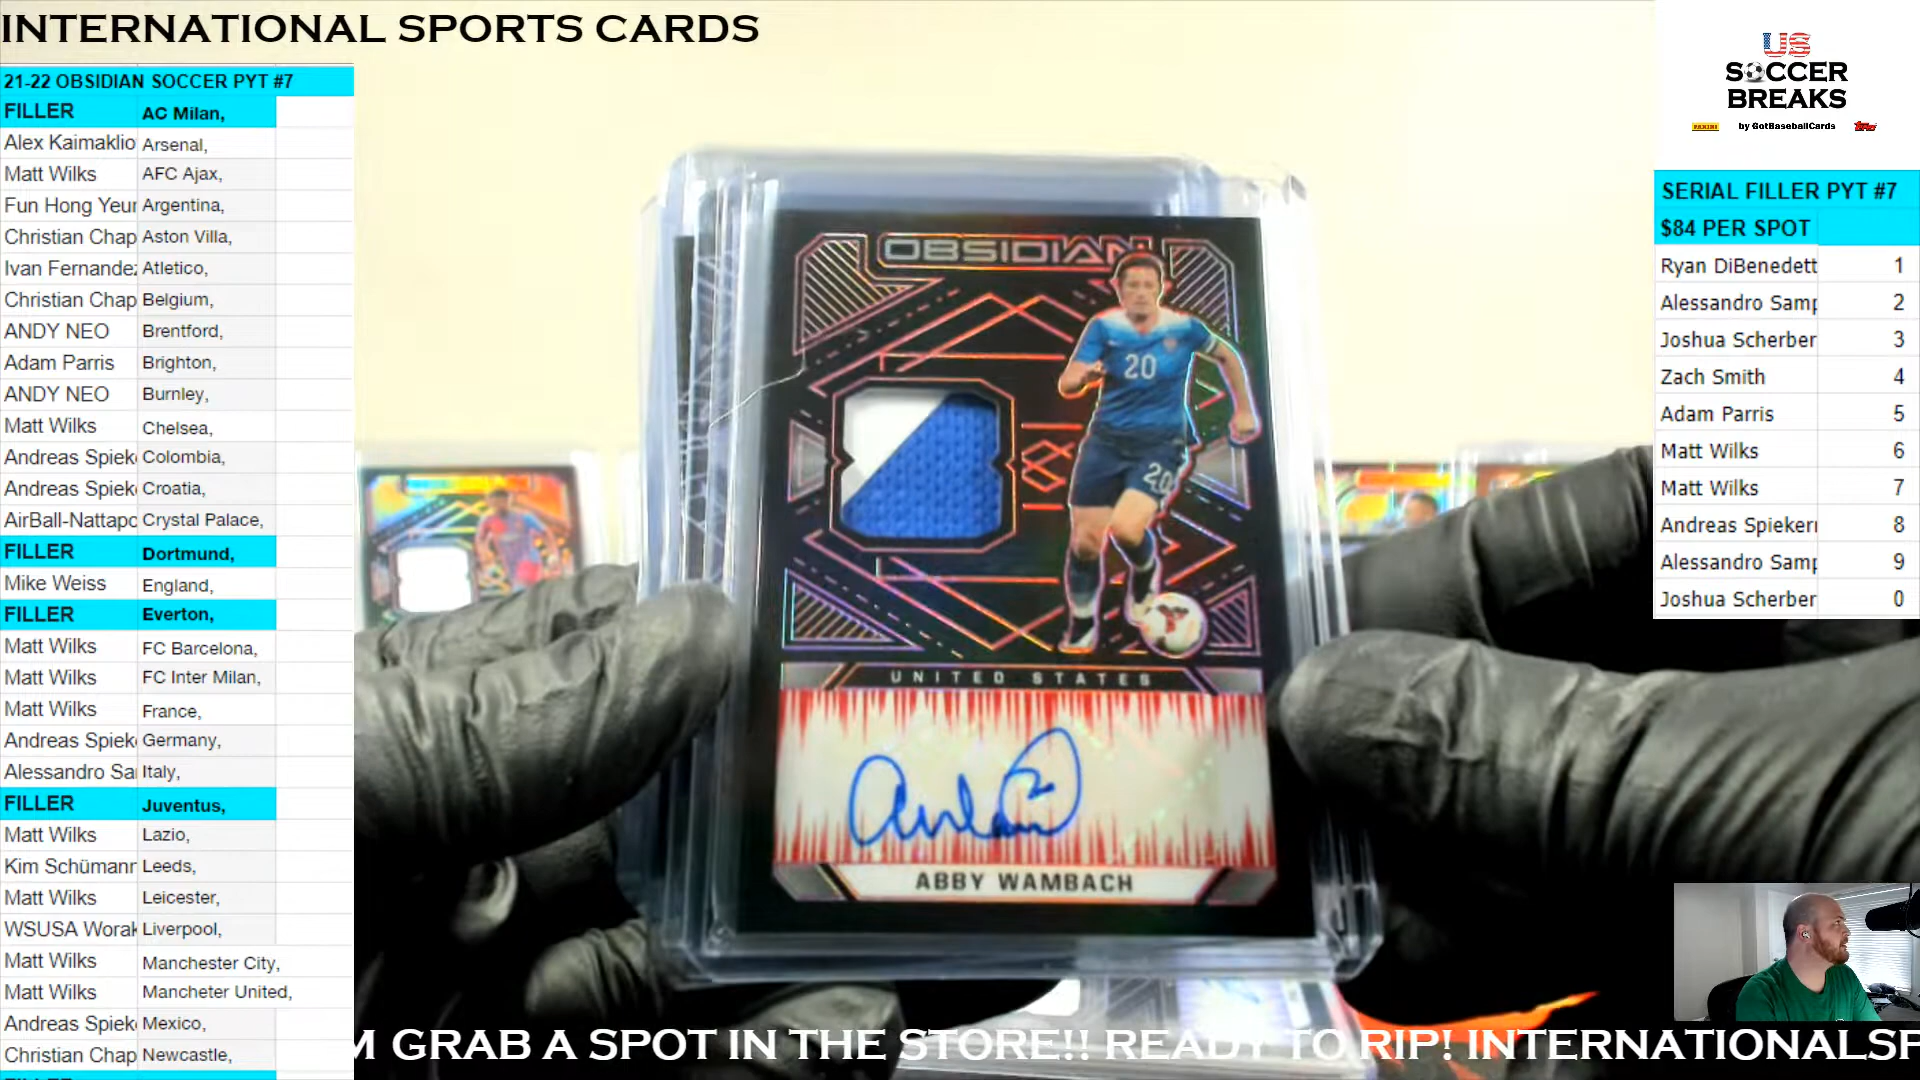 INTERNATIONAL SPORTS CARDS
21-22 OBSIDIAN SOCCER PYT #7
FILLER AC Milan,
Alex Kaimaklio Arsenal,
Matt Wilks AFC Ajax,
Fun Hong Yeur Argentina,
Christian Chap Aston Villa,
Ivan Fernandez Atletico,
Christian Chap Belgium,
ANDY NEO Brentford,
Adam Parris Brighton,
ANDY NEO Burnley,
Matt Wilks Chelsea,
Andreas Spiek Colombia,
Andreas Spiek Croatia,
AirBall-Nattapo Crystal Palace,
FILLER Dortmund,
Mike Weiss England,
FILLER Everton,
Matt Wilks FC Barcelona,
Matt Wilks FC Inter Milan,
Matt Wilks France,
Andreas Spiek Germany,
Alessandro Sa Italy,
FILLER Juventus,
Matt Wilks Lazio,
Kim Schümann Leeds,
Matt Wilks Leicester,
WSUSA Worak Liverpool,
Matt Wilks Manchester City,
Matt Wilks Mancheter United,
Andreas Spiek Mexico,
Christian Chap Newcastle,
OBSIDIAN
20
20
UNITED STATES
ABBY WAMBACH
US
SOCCER
BREAKS
PANINI by GotBaseballCards Topps
SERIAL FILLER PYT #7
$84 PER SPOT
Ryan DiBenedett 1
Alessandro Samp 2
Joshua Scherber 3
Zach Smith 4
Adam Parris 5
Matt Wilks 6
Matt Wilks 7
Andreas Spieker 8
Alessandro Samp 9
Joshua Scherber 0
M GRAB A SPOT IN THE STORE!! READY TO RIP! INTERNATIONALSP